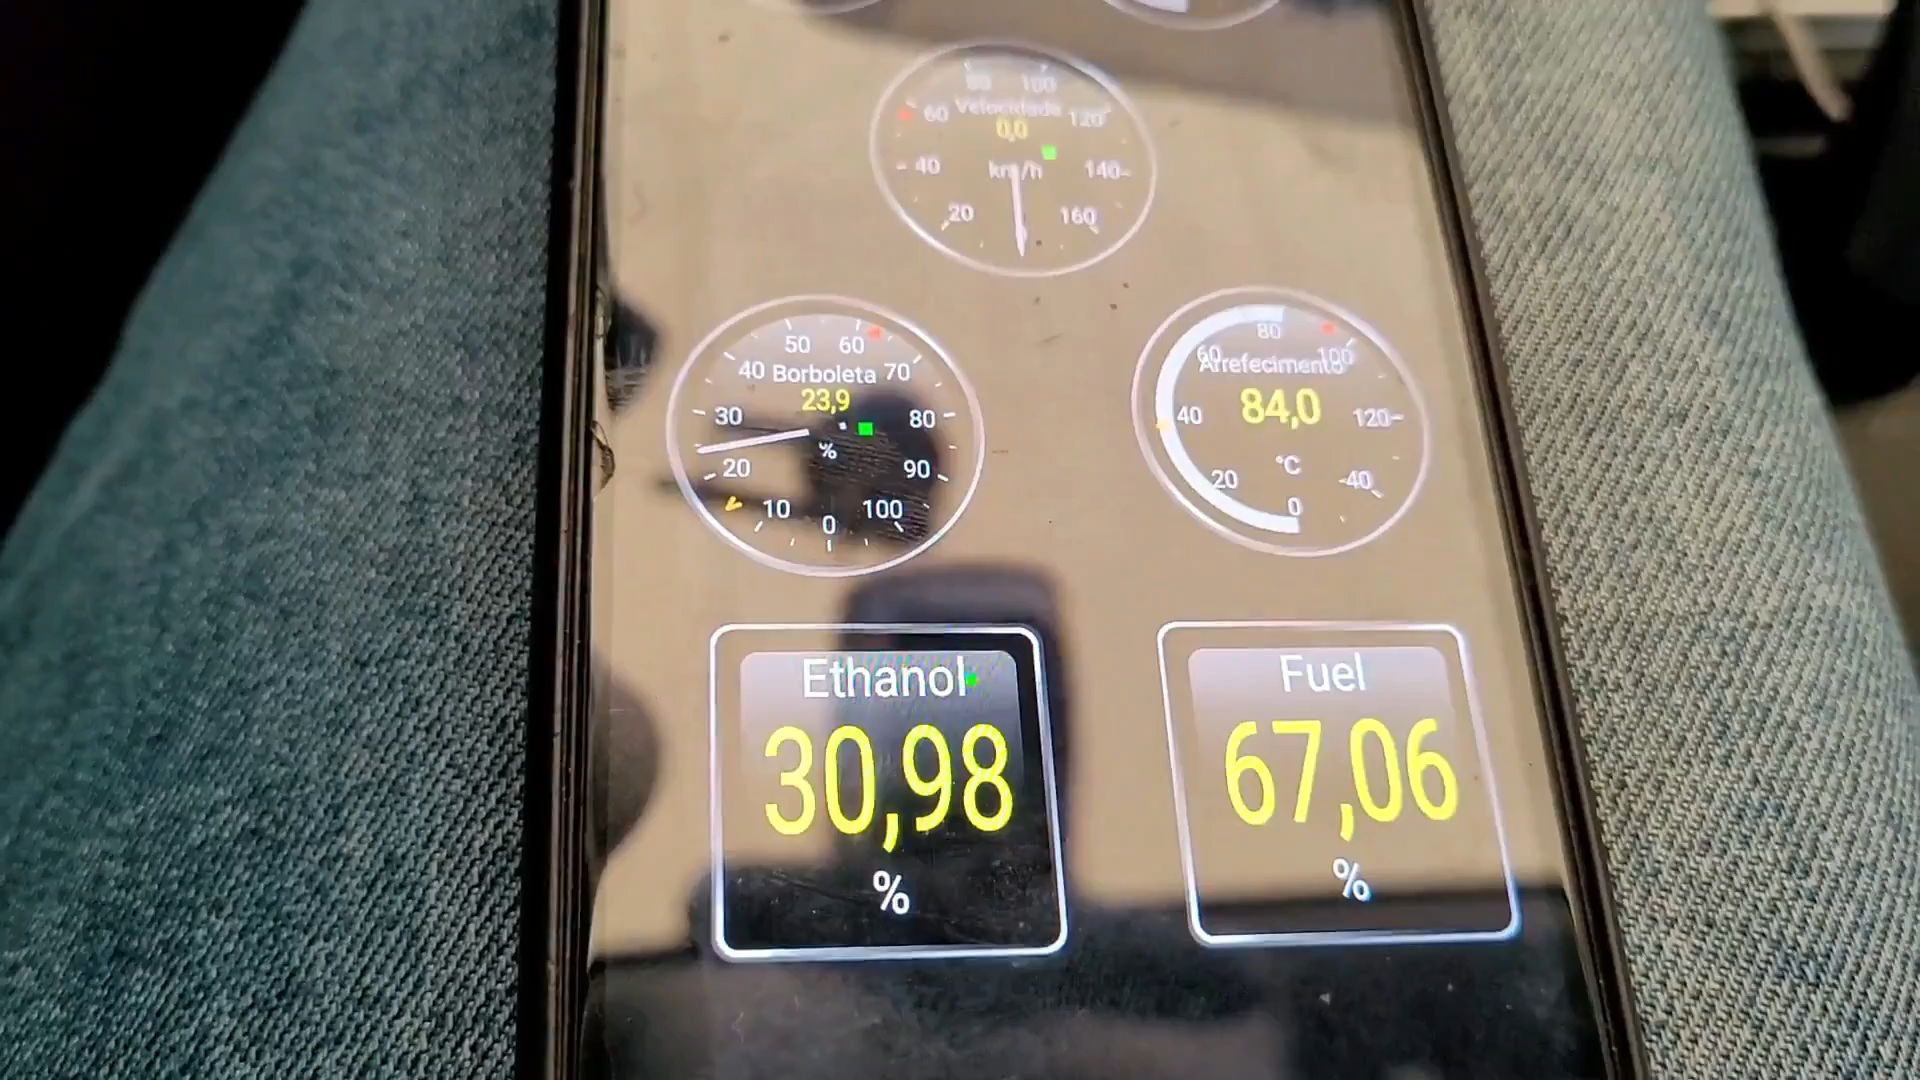 80 100
Velocidade
60 120
0,0
40 km/h 140
20 160
50 60
40 Borboleta 70
23,9
30 80
%
20 90
10 0 100
80
60 100
Arrefecimento
84,0
40 120
°C
20 -40
0
Ethanol
30,98
%
Fuel
67,06
%